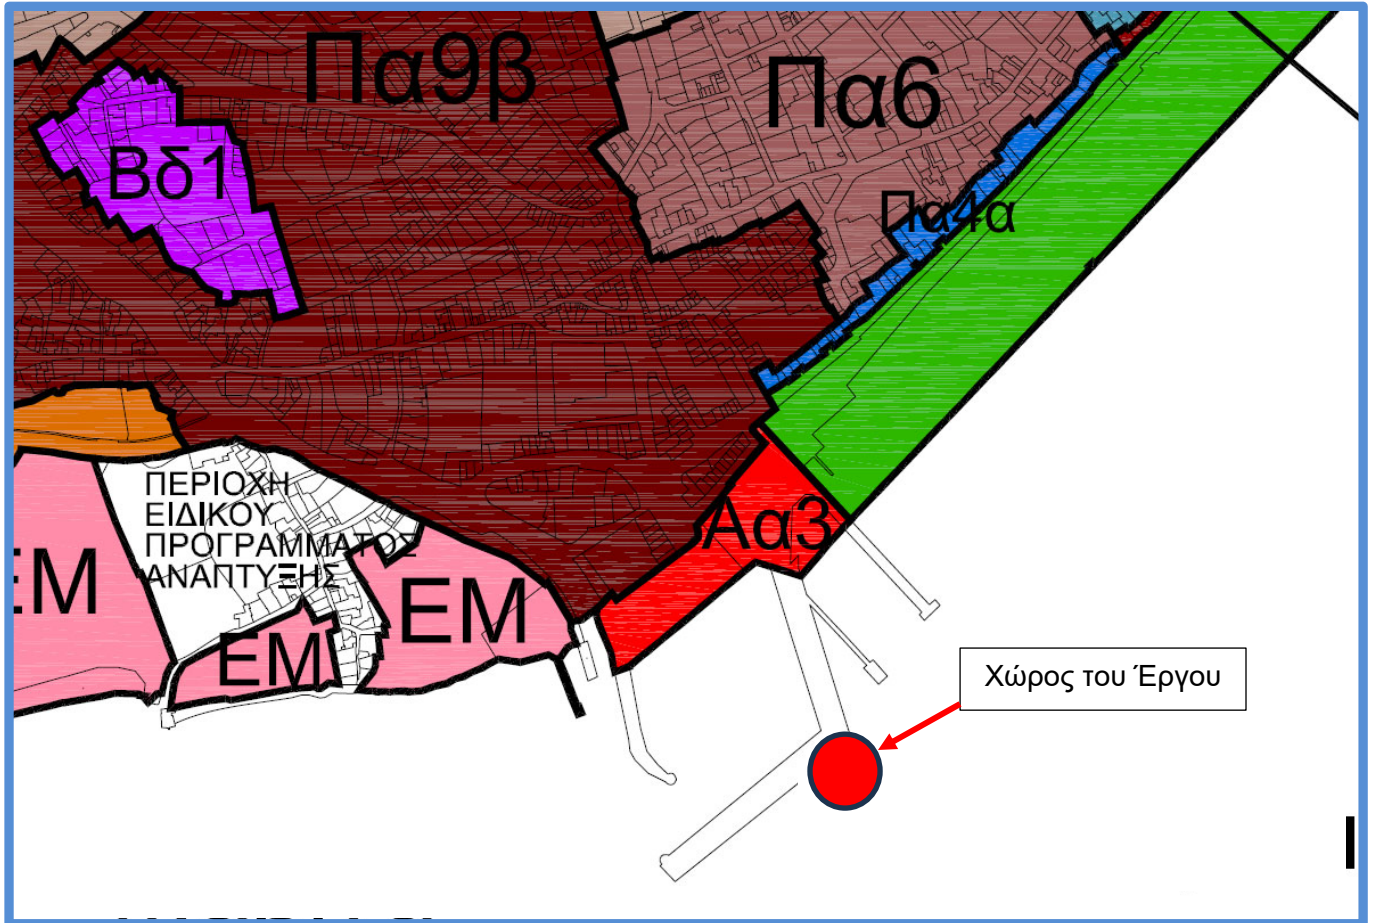 Πα9β
Πα6
Βδ1
Πα4α
ΠΕΡΙΟΧΗ
ΕΙΔΙΚΟΥ
ΠΡΟΓΡΑΜΜΑΤΟΣ
ΑΝΑΠΤΥΞΗΣ
Αα3
ΕΜ
ΕΜ
ΕΜ
Χώρος του Έργου